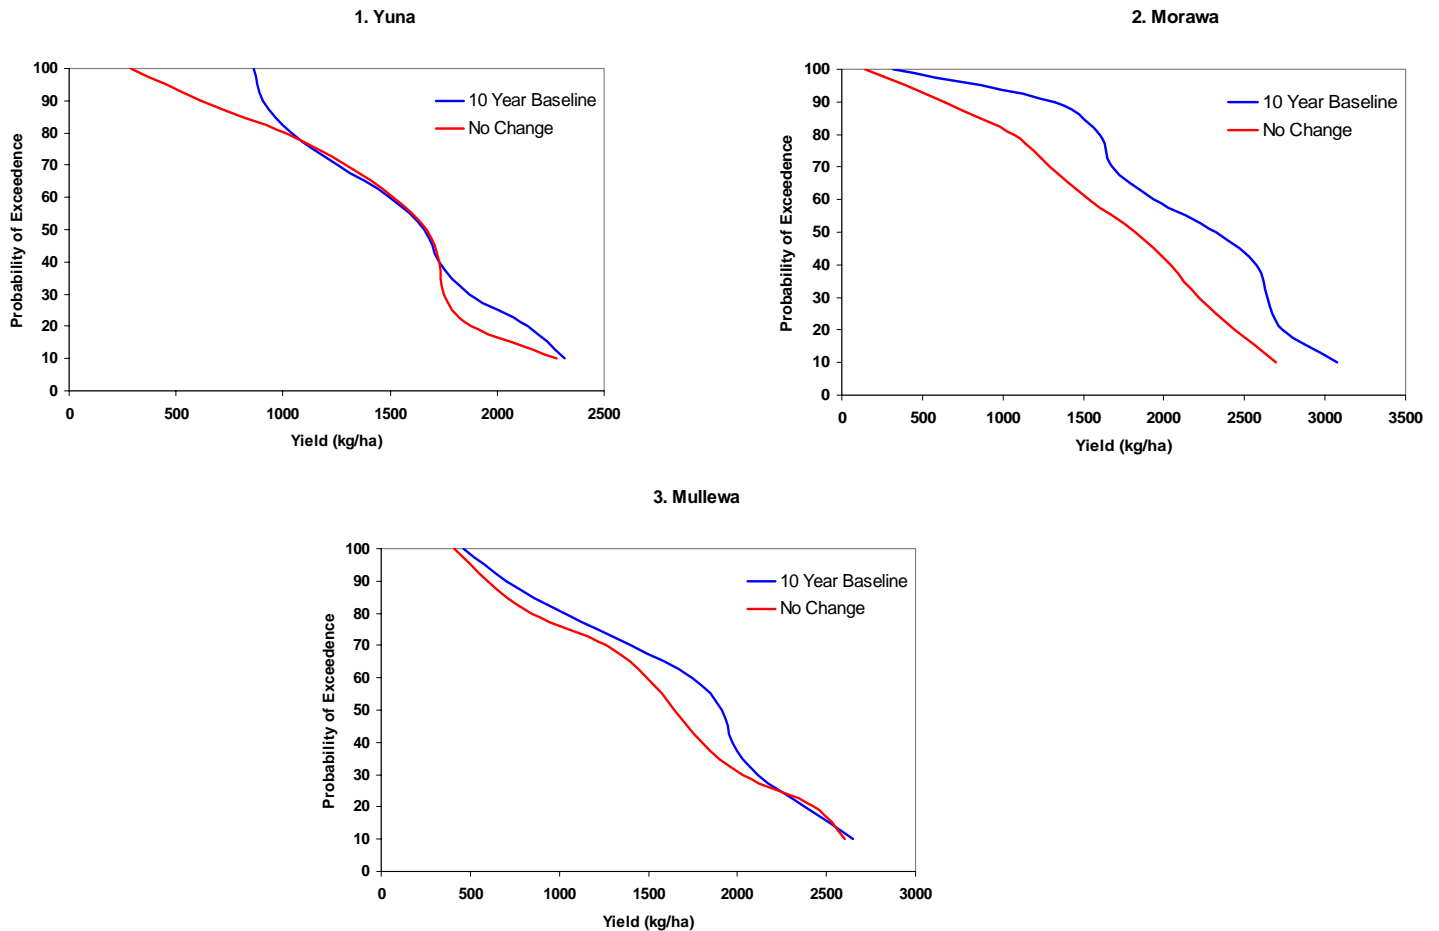 1. Yuna
100
90
80
70
60
50
40
30
20
10
0
0 500 1000 1500 2000 2500
Probability of Exceedence
Yield (kg/ha)
10 Year Baseline
No Change
2. Morawa
100
90
80
70
60
50
40
30
20
10
0
0 500 1000 1500 2000 2500 3000 3500
Probability of Exceedence
Yield (kg/ha)
10 Year Baseline
No Change
3. Mullewa
100
90
80
70
60
50
40
30
20
10
0
0 500 1000 1500 2000 2500 3000
Probability of Exceedence
Yield (kg/ha)
10 Year Baseline
No Change